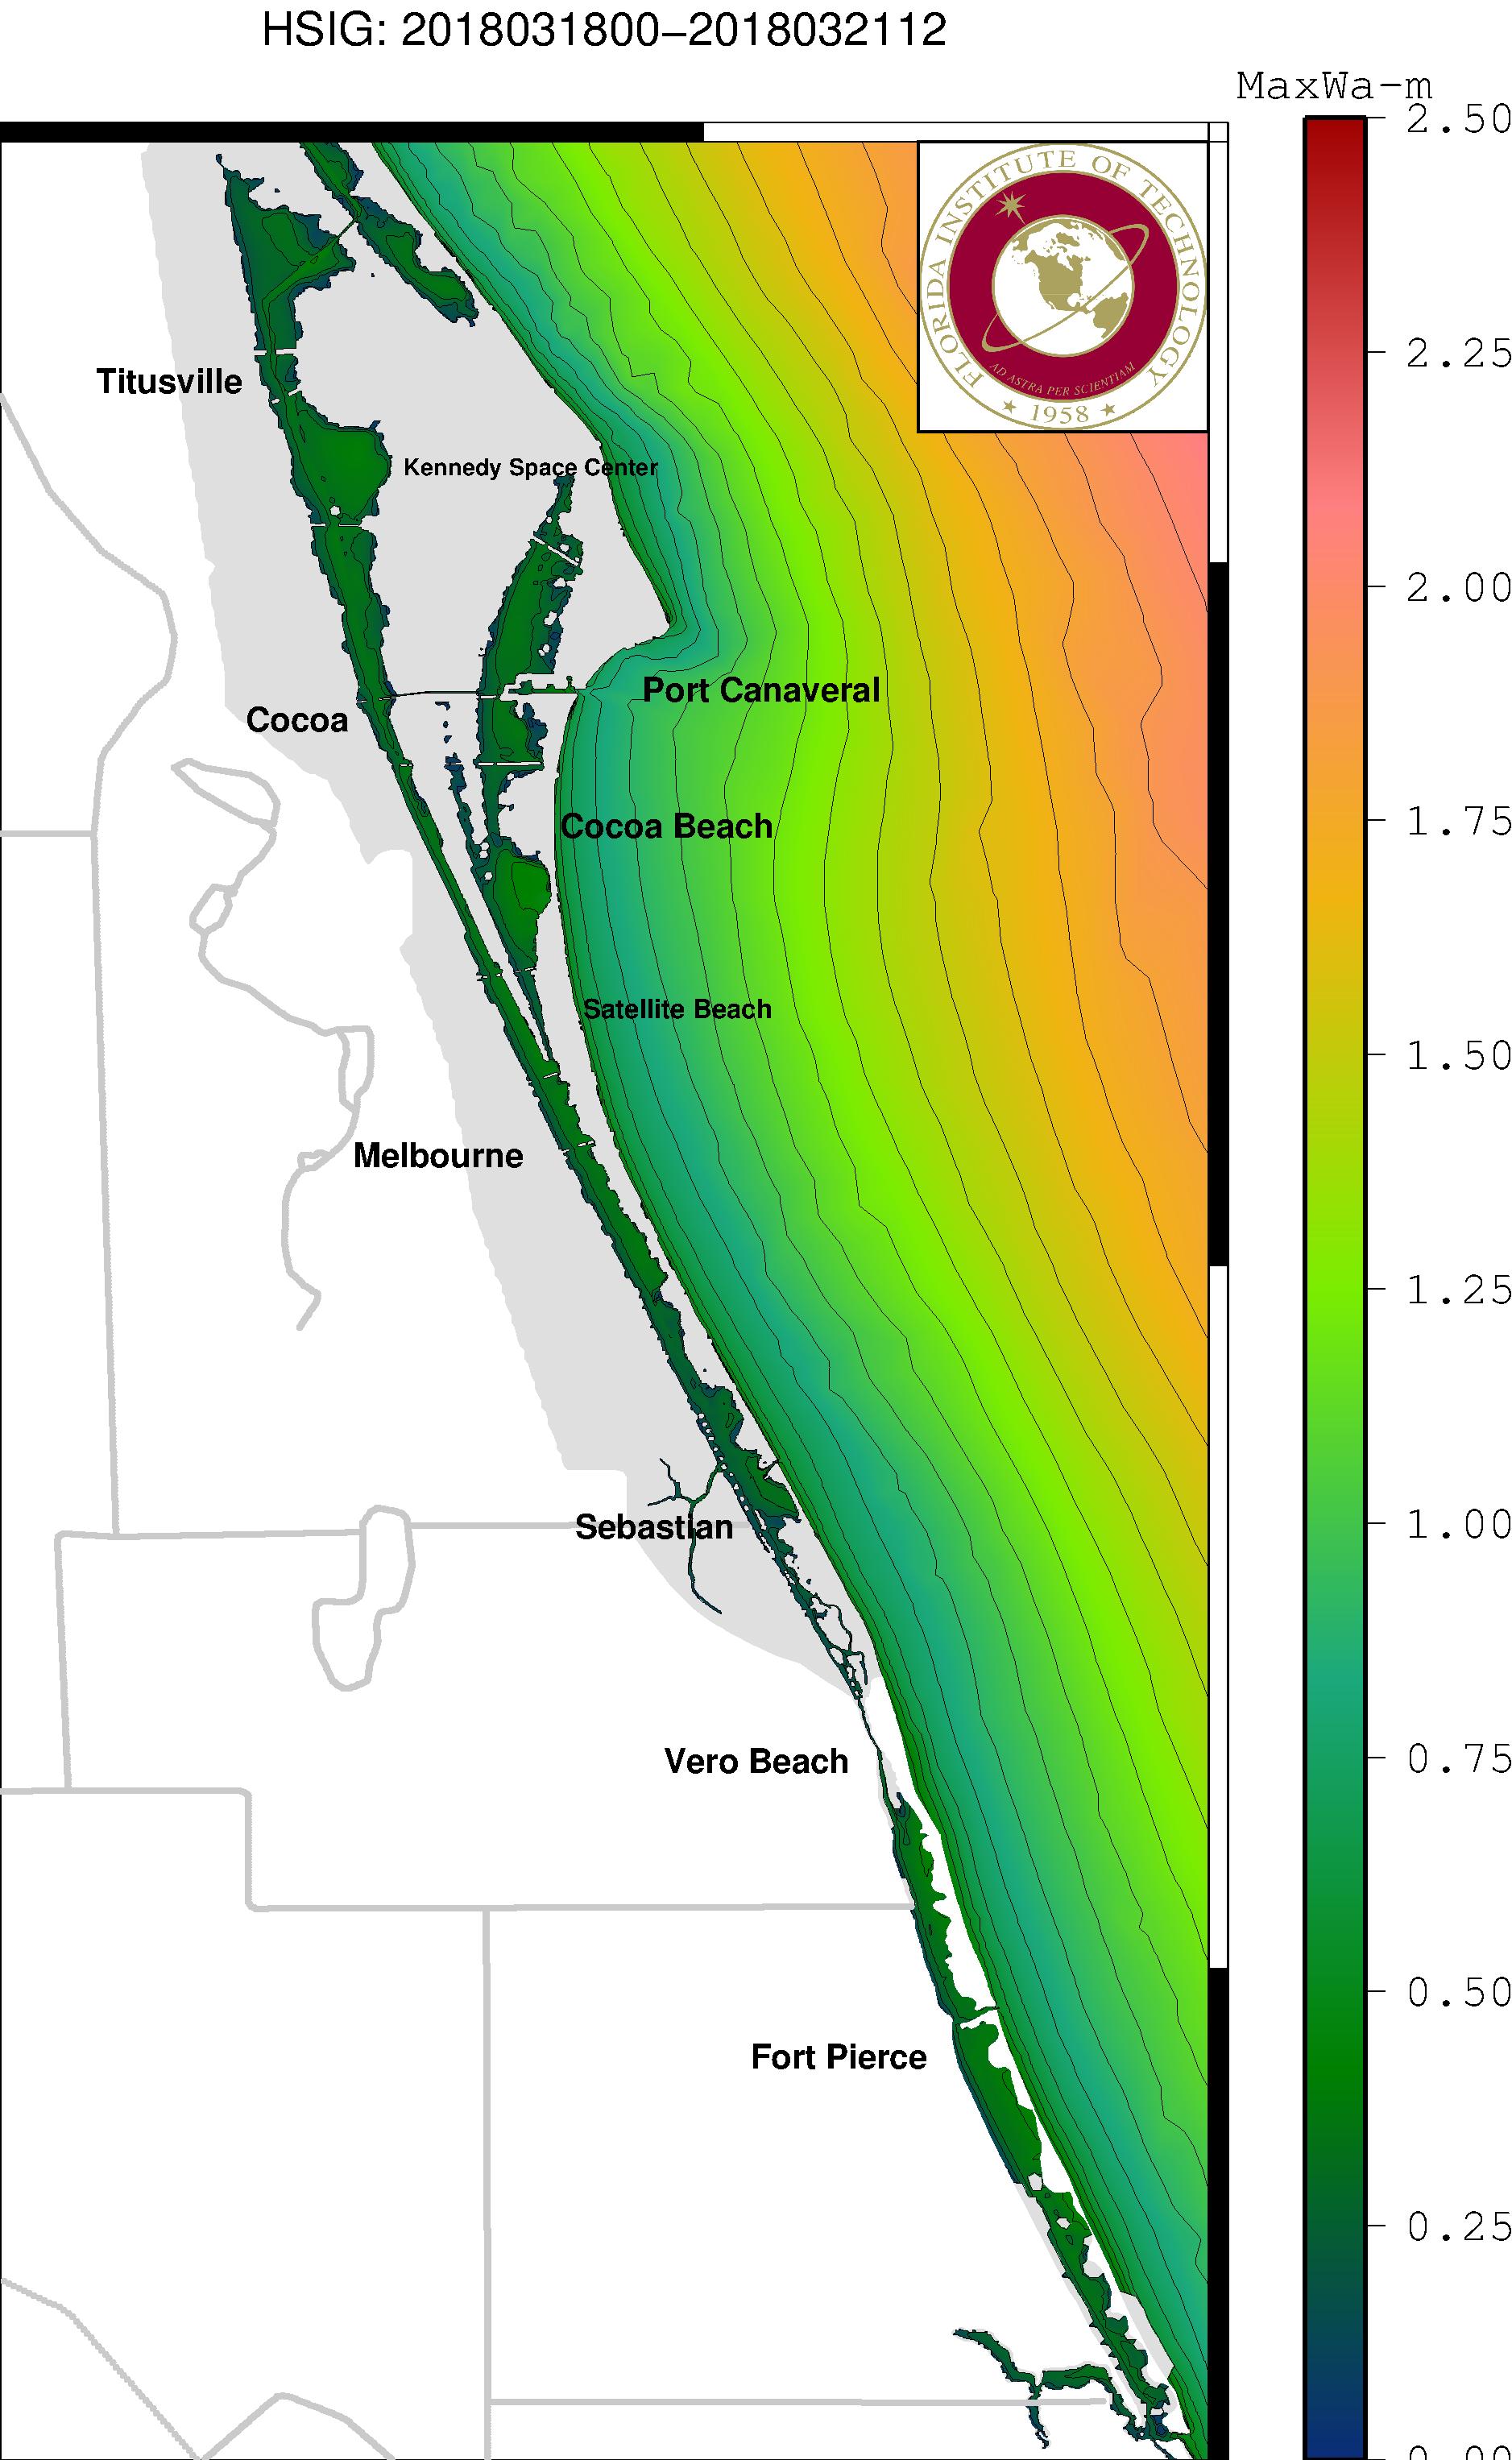 HSIG: 2018031800–2018032112
MaxWa-m
2.50
2.25
2.00
1.75
1.50
1.25
1.00
0.75
0.50
0.25
0.00
FLORIDA INSTITUTE OF TECHNOLOGY
AD ASTRA PER SCIENTIAM
★ 1958 ★
Titusville
Kennedy Space Center
Port Canaveral
Cocoa
Cocoa Beach
Satellite Beach
Melbourne
Sebastian
Vero Beach
Fort Pierce